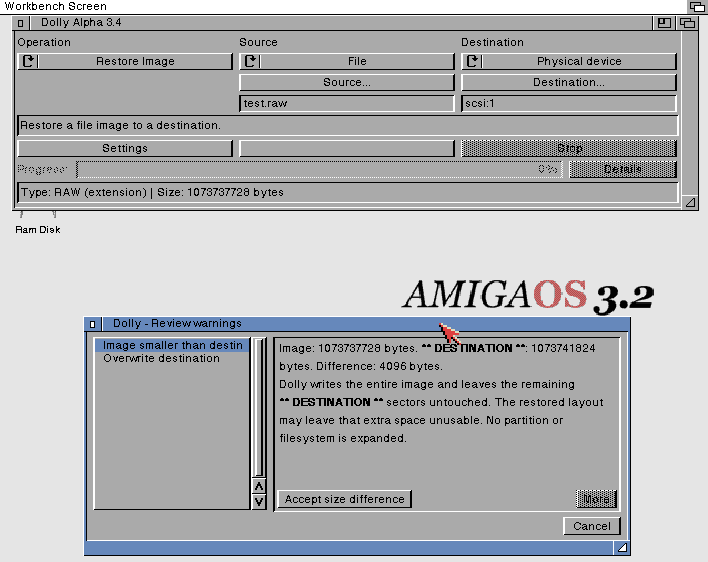 Workbench Screen
Dolly Alpha 3.4
Operation Source Destination
Restore Image File Physical device
Source... Destination...
test.raw scsi:1
Restore a file image to a destination.
Settings Stop
Progress: 0% Details
Type: RAW (extension) | Size: 1073737728 bytes
Ram Disk
AMIGAOS 3.2
Dolly - Review warnings
Image smaller than destin
Overwrite destination
Image: 1073737728 bytes. ** DESTINATION **: 1073741824
bytes. Difference: 4096 bytes.
Dolly writes the entire image and leaves the remaining
** DESTINATION ** sectors untouched. The restored layout
may leave that extra space unusable. No partition or
filesystem is expanded.
Accept size difference More
Cancel